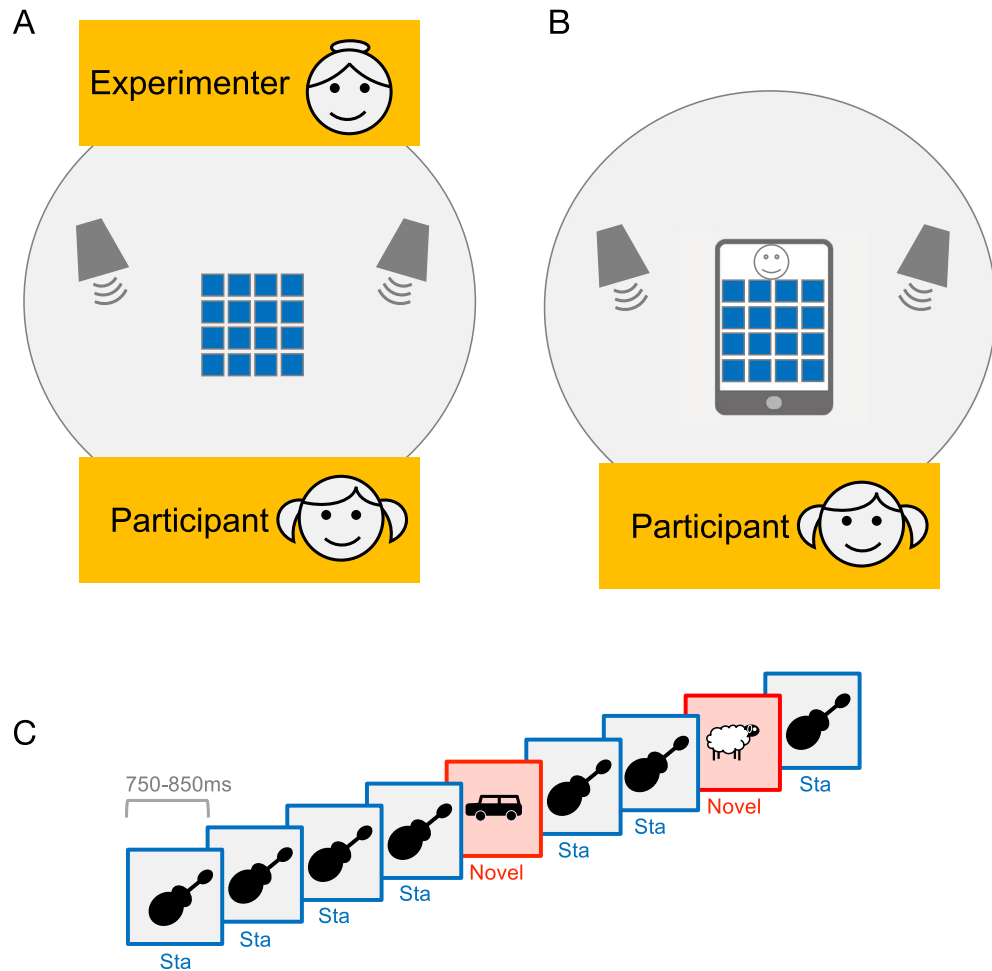 A
B
Experimenter
Participant
Participant
C
750-850ms
Sta
Sta
Sta
Sta
Novel
Sta
Sta
Novel
Sta